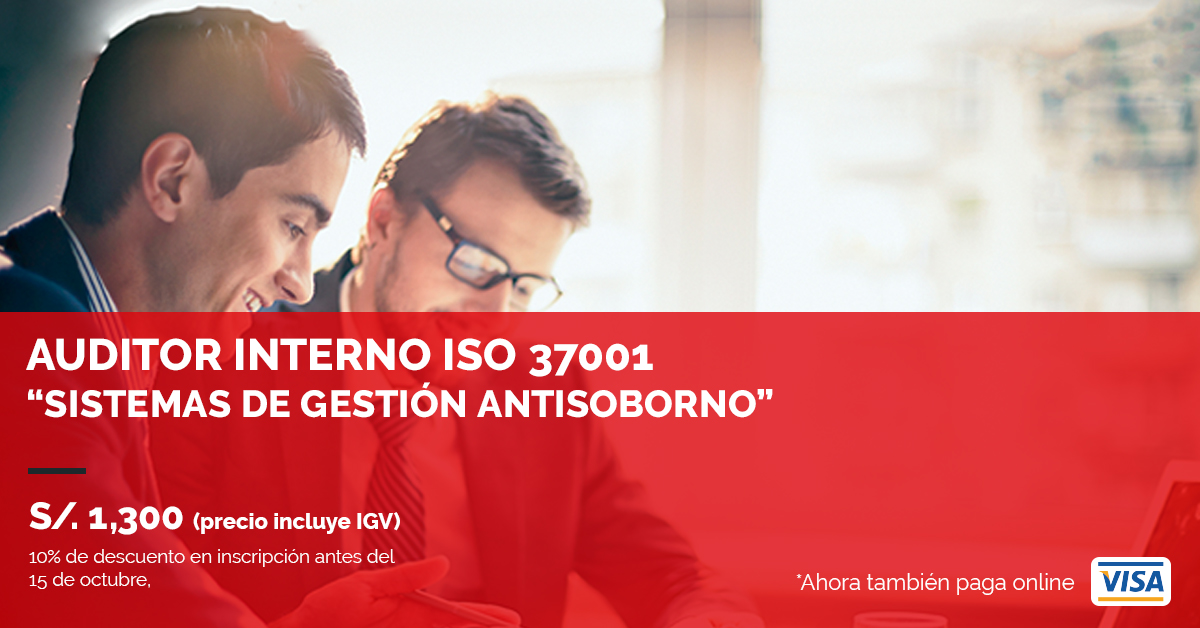 AUDITOR INTERNO ISO 37001
“SISTEMAS DE GESTIÓN ANTISOBORNO”
S/. 1,300 (precio incluye IGV)
10% de descuento en inscripción antes del
15 de octubre,
*Ahora también paga online
VISA